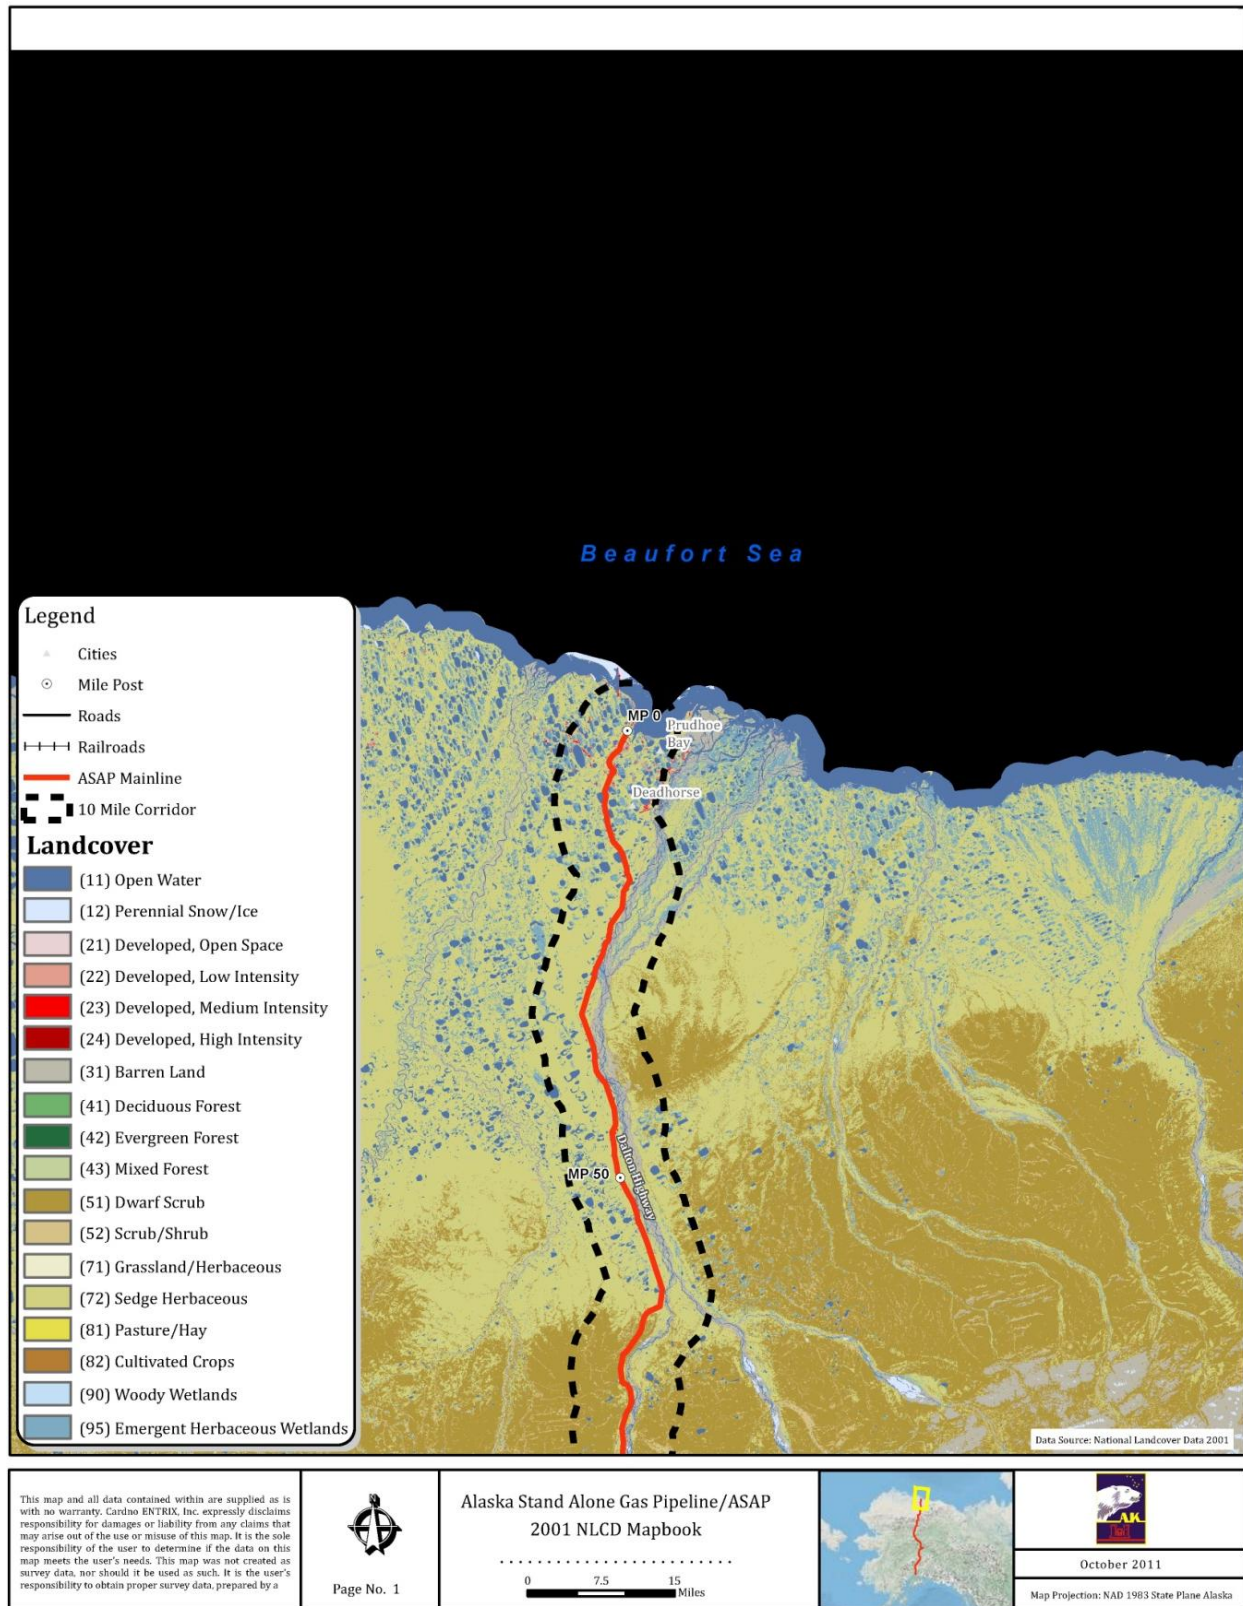 Beaufort Sea
Legend
Cities
Mile Post
Roads
Railroads
ASAP Mainline
10 Mile Corridor
Landcover
(11) Open Water
(12) Perennial Snow/Ice
(21) Developed, Open Space
(22) Developed, Low Intensity
(23) Developed, Medium Intensity
(24) Developed, High Intensity
(31) Barren Land
(41) Deciduous Forest
(42) Evergreen Forest
(43) Mixed Forest
(51) Dwarf Scrub
(52) Scrub/Shrub
(71) Grassland/Herbaceous
(72) Sedge Herbaceous
(81) Pasture/Hay
(82) Cultivated Crops
(90) Woody Wetlands
(95) Emergent Herbaceous Wetlands
MP 0
Prudhoe
Bay
Deadhorse
Dalton Highway
MP 50
Data Source: National Landcover Data 2001
This map and all data contained within are supplied as is
with no warranty. Cardno ENTRIX, Inc. expressly disclaims
responsibility for damages or liability from any claims that
may arise out of the use or misuse of this map. It is the sole
responsibility of the user to determine if the data on this
map meets the user's needs. This map was not created as
survey data, nor should it be used as such. It is the user's
responsibility to obtain proper survey data, prepared by a
Page No. 1
Alaska Stand Alone Gas Pipeline/ASAP
2001 NLCD Mapbook
0 7.5 15
Miles
AK
October 2011
Map Projection: NAD 1983 State Plane Alaska